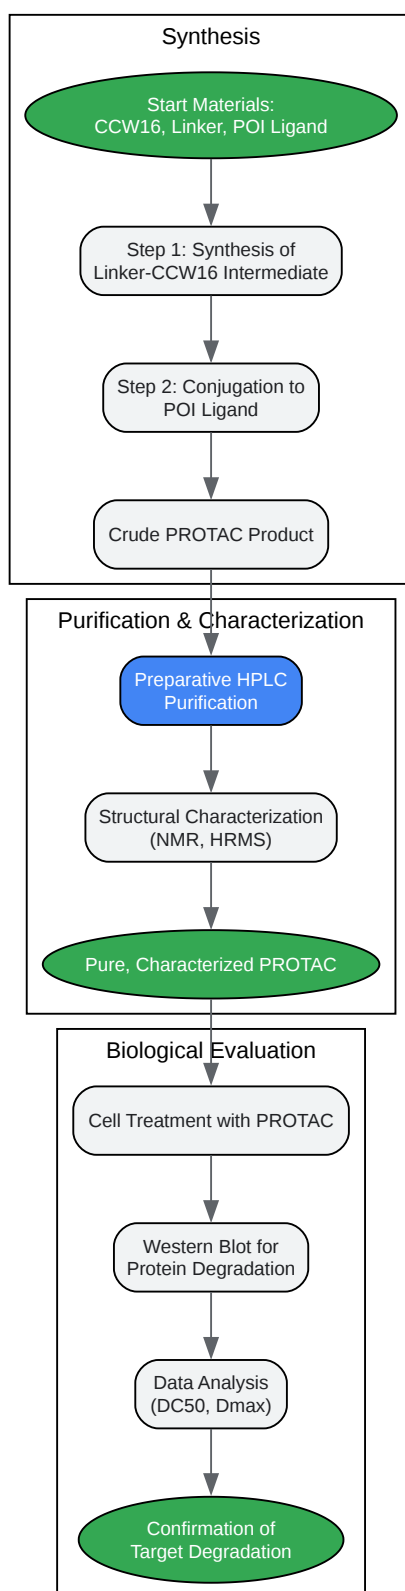 Synthesis
Start Materials:
CCW16, Linker, POI Ligand
Step 1: Synthesis of
Linker-CCW16 Intermediate
Step 2: Conjugation to
POI Ligand
Crude PROTAC Product
Purification & Characterization
Preparative HPLC
Purification
Structural Characterization
(NMR, HRMS)
Pure, Characterized PROTAC
Biological Evaluation
Cell Treatment with PROTAC
Western Blot for
Protein Degradation
Data Analysis
(DC50, Dmax)
Confirmation of
Target Degradation